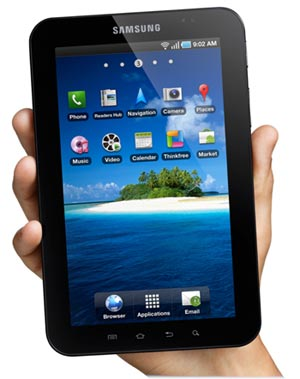 SAMSUNG
9:02 AM
Phone Readers Hub Navigation Camera Places
Music Video Calendar Thinkfree Market
Browser Applications Email